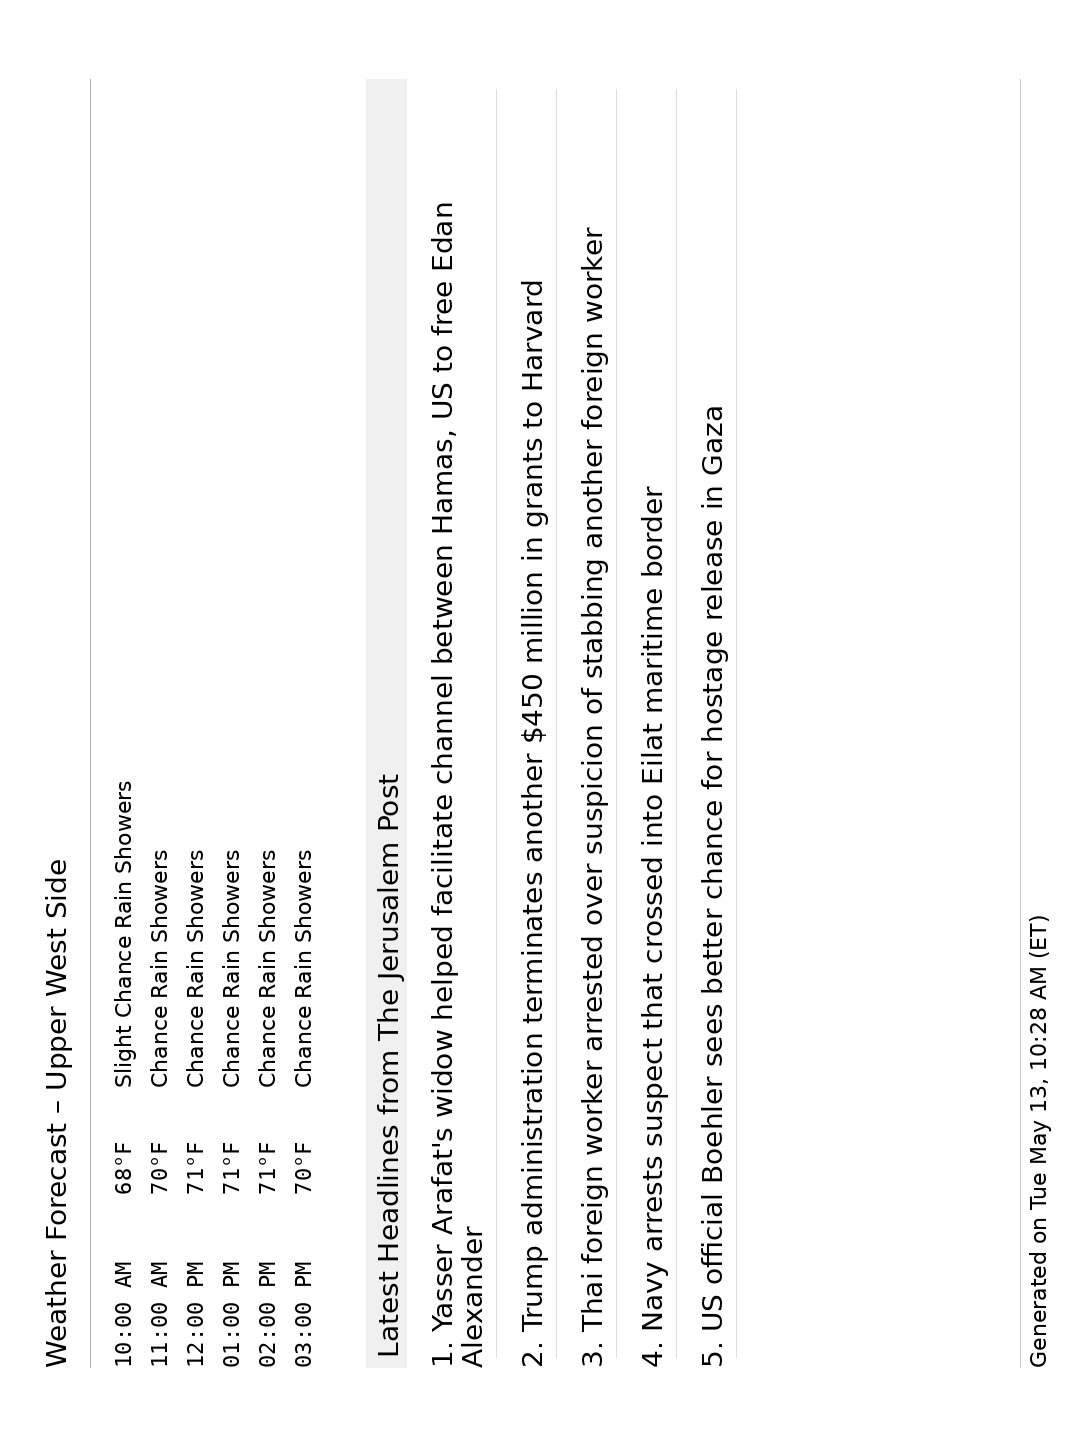 Weather Forecast – Upper West Side
10:00 AM 68°F Slight Chance Rain Showers
11:00 AM 70°F Chance Rain Showers
12:00 PM 71°F Chance Rain Showers
01:00 PM 71°F Chance Rain Showers
02:00 PM 71°F Chance Rain Showers
03:00 PM 70°F Chance Rain Showers
Latest Headlines from The Jerusalem Post
1. Yasser Arafat's widow helped facilitate channel between Hamas, US to free Edan
Alexander
2. Trump administration terminates another $450 million in grants to Harvard
3. Thai foreign worker arrested over suspicion of stabbing another foreign worker
4. Navy arrests suspect that crossed into Eilat maritime border
5. US official Boehler sees better chance for hostage release in Gaza
Generated on Tue May 13, 10:28 AM (ET)